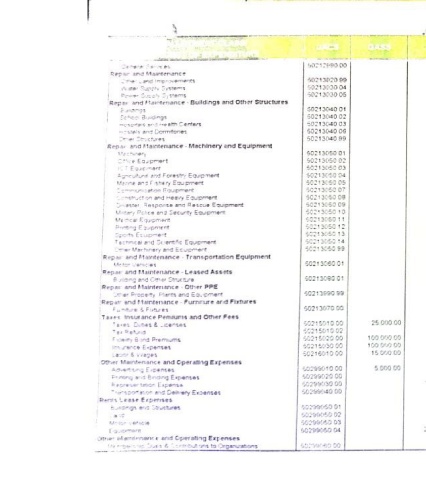 General Services 50212990 00
Repair and Maintenance
Other Land Improvements 50213020 99
Water Supply Systems 50213030 04
Power Supply Systems 50213030 05
Repair and Maintenance - Buildings and Other Structures
Buildings 50213040 01
School Buildings 50213040 02
Hospitals and Health Centers 50213040 03
Hostels and Dormitories 50213040 06
Other Structures 50213040 99
Repair and Maintenance - Machinery and Equipment
Machinery 50213050 01
Office Equipment 50213050 02
ICT Equipment 50213050 03
Agricultural and Forestry Equipment 50213050 04
Marine and Fishery Equipment 50213050 05
Communication Equipment 50213050 07
Construction and Heavy Equipment 50213050 08
Disaster Response and Rescue Equipment 50213050 09
Military Police and Security Equipment 50213050 10
Medical Equipment 50213050 11
Printing Equipment 50213050 12
Sports Equipment 50213050 13
Technical and Scientific Equipment 50213050 14
Other Machinery and Equipment 50213050 99
Repair and Maintenance - Transportation Equipment
Motor Vehicles 50213060 01
Repair and Maintenance - Leased Assets
Building and Other Structure 50213080 01
Repair and Maintenance - Other PPE
Other Property Plants and Equipment 50213990 99
Repair and Maintenance - Furniture and Fixtures
Furniture & Fixtures 50213070 00
Taxes Insurance Pemiums and Other Fees
Taxes, Duties & Licenses 50215010 00 25 000 00
Tax Refund 50215010 02
Fidelity Bond Premiums 50215020 00 100 000 00
Insurance Expenses 50215030 00 100 000 00
Labor & Wages 50216010 00 15 000 00
Other Maintenance and Operating Expenses
Advertising Expenses 50299010 00 5 000 00
Printing and Binding Expenses 50299020 00
Representation Expense 50299030 00
Transportation and Delivery Expenses 50299040 00
Rents Lease Expenses
Buildings and Structures 50299050 01
Land 50299050 02
Motor Vehicle 50299050 03
Equipment 50299050 04
Other Maintenance and Operating Expenses
Membership Dues & Contributions to Organizations 50299060 00